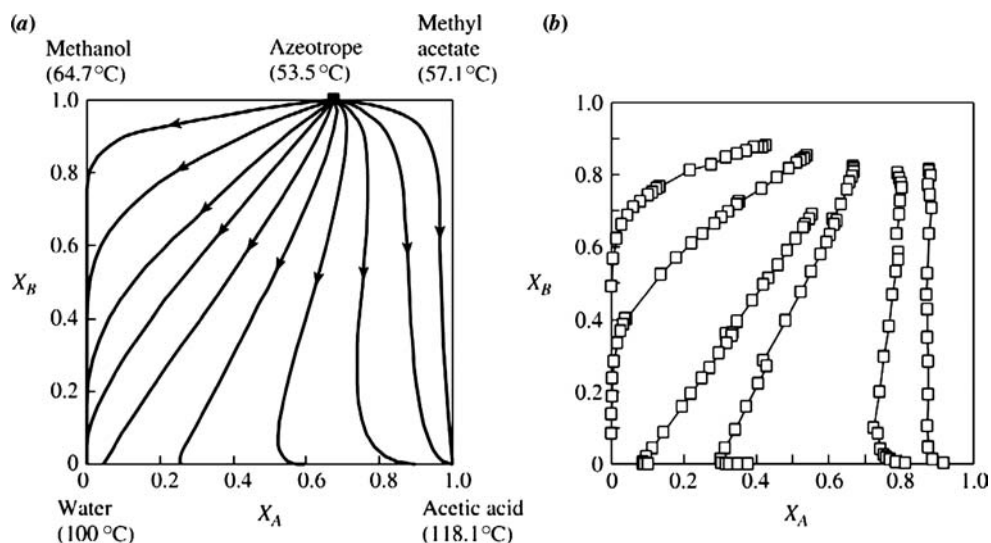 (a)
Methanol
(64.7°C)
Azeotrope
(53.5°C)
Methyl
acetate
(57.1°C)
1.0
0.8
0.6
X_B
0.4
0.2
0
0.2 0.4 0.6 0.8 1.0
Water
(100°C)
X_A
Acetic acid
(118.1°C)
(b)
1.0
0.8
0.6
X_B
0.4
0.2
0
0 0.2 0.4 0.6 0.8 1.0
X_A